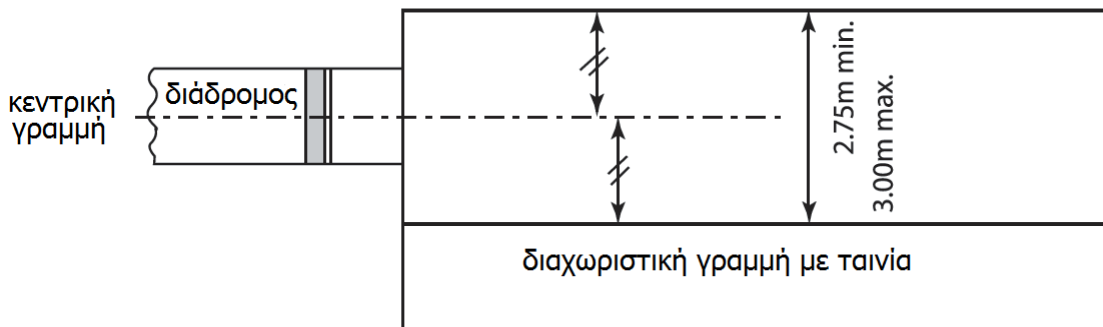 κεντρική
γραμμή
διάδρομος
2.75m min.
3.00m max.
διαχωριστική γραμμή με ταινία